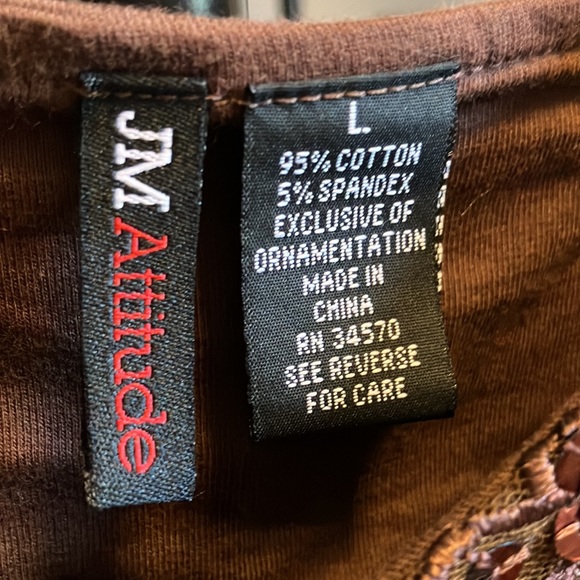 JM Attitude
L.
95% COTTON
5% SPANDEX
EXCLUSIVE OF
ORNAMENTATION
MADE IN
CHINA
RN 34570
SEE REVERSE
FOR CARE